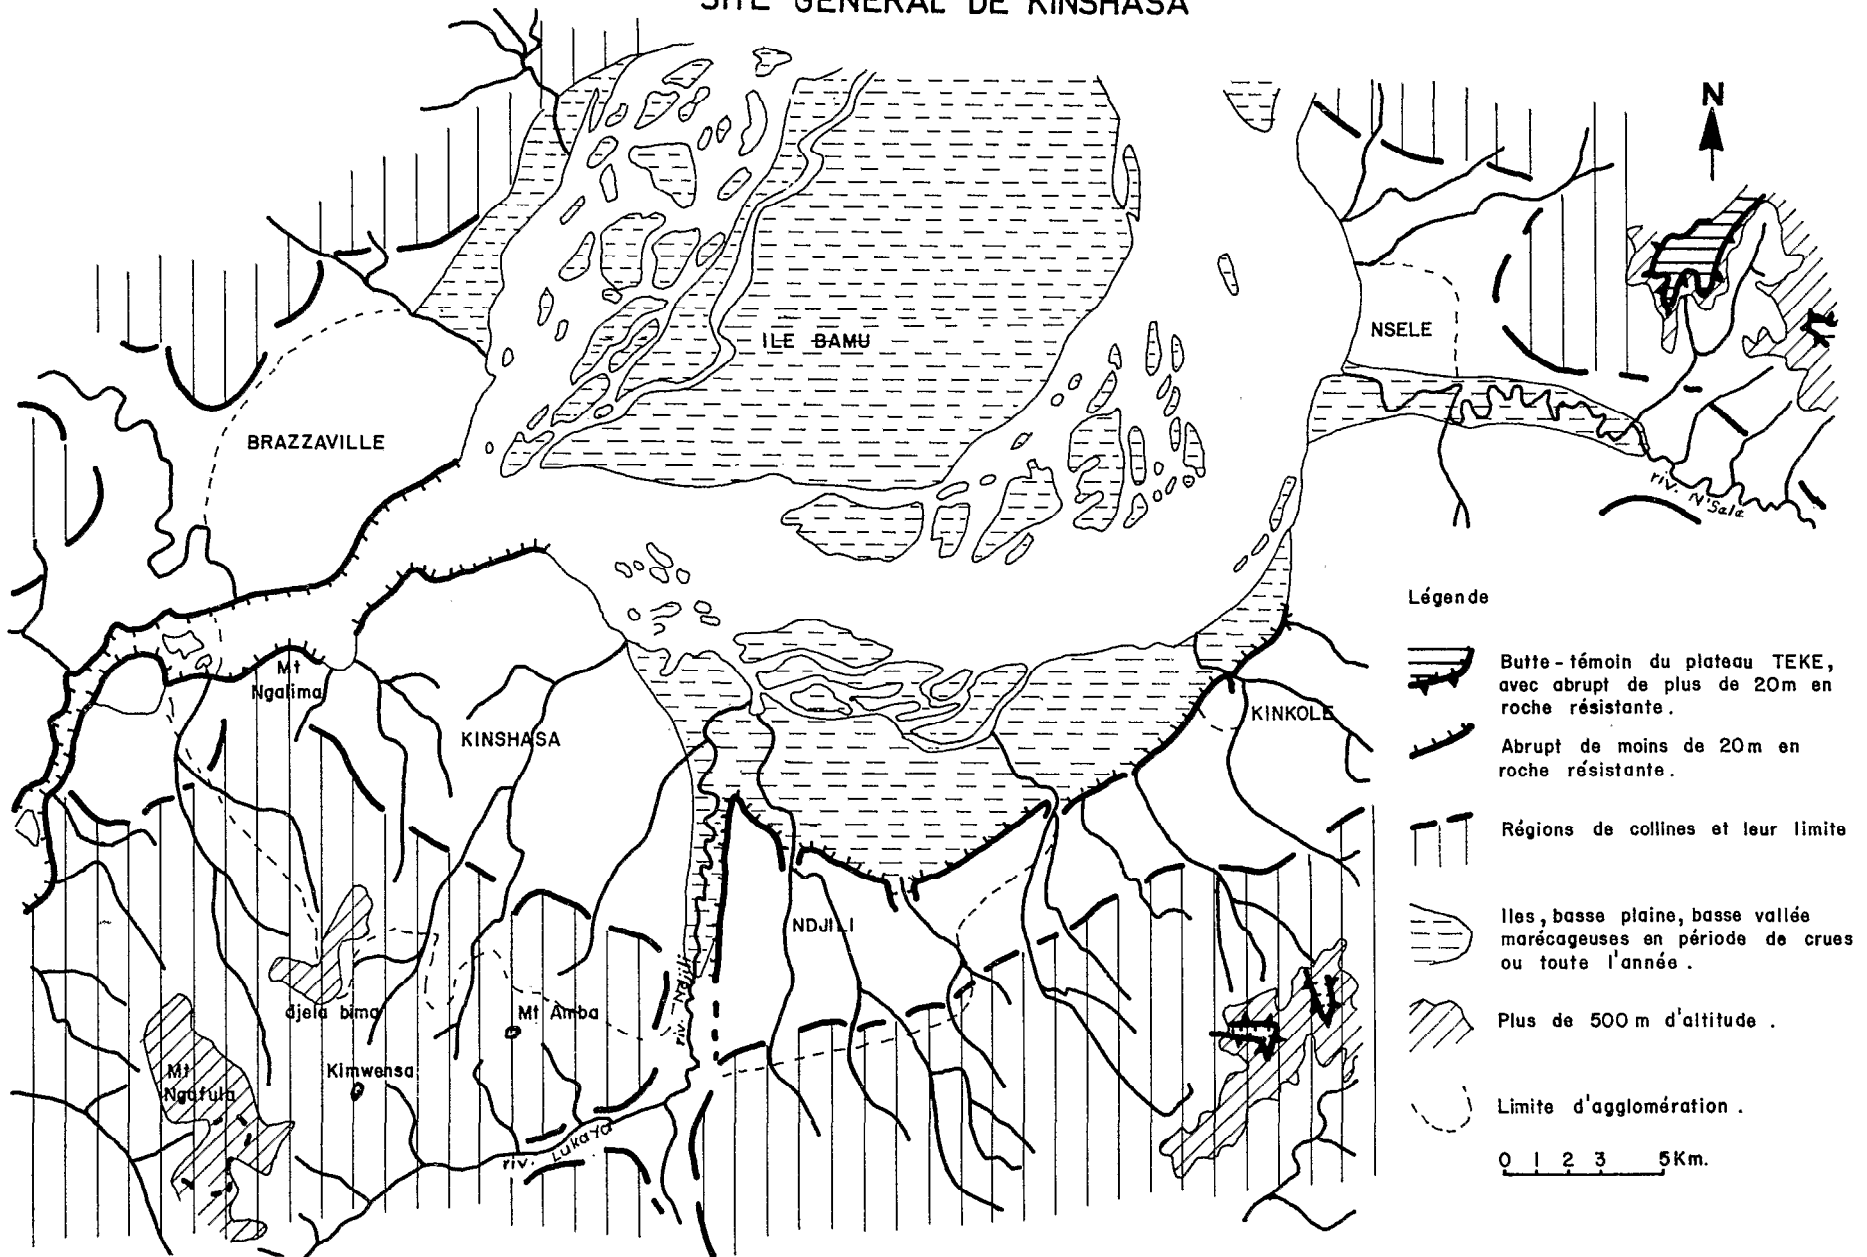 SITE GENERAL DE KINSHASA
N
ILE BAMU
NSELE
BRAZZAVILLE
riv. N'Sala
Mt
Ngalima
KINSHASA
KINKOLE
NDJILI
riv. Ndjili
djela bima
Mt Amba
Mt
Ngafula
Kimwensa
riv. Lukaya
Légende
Butte-témoin du plateau TEKE,
avec abrupt de plus de 20m en
roche résistante.
Abrupt de moins de 20m en
roche résistante.
Régions de collines et leur limite
Iles, basse plaine, basse vallée
marécageuses en période de crues
ou toute l'année.
Plus de 500 m d'altitude.
Limite d'agglomération.
0 1 2 3 5Km.